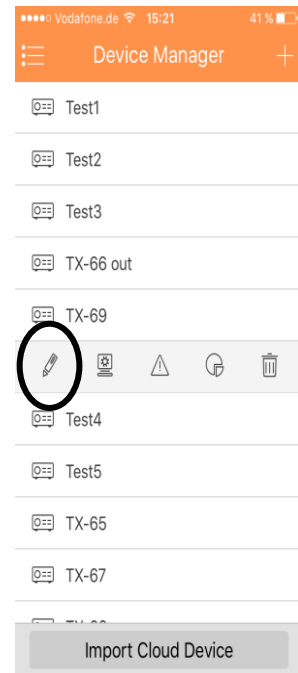 Vodafone.de 15:21 41 %
Device Manager
Test1
Test2
Test3
TX-66 out
TX-69
Test4
Test5
TX-65
TX-67
Import Cloud Device